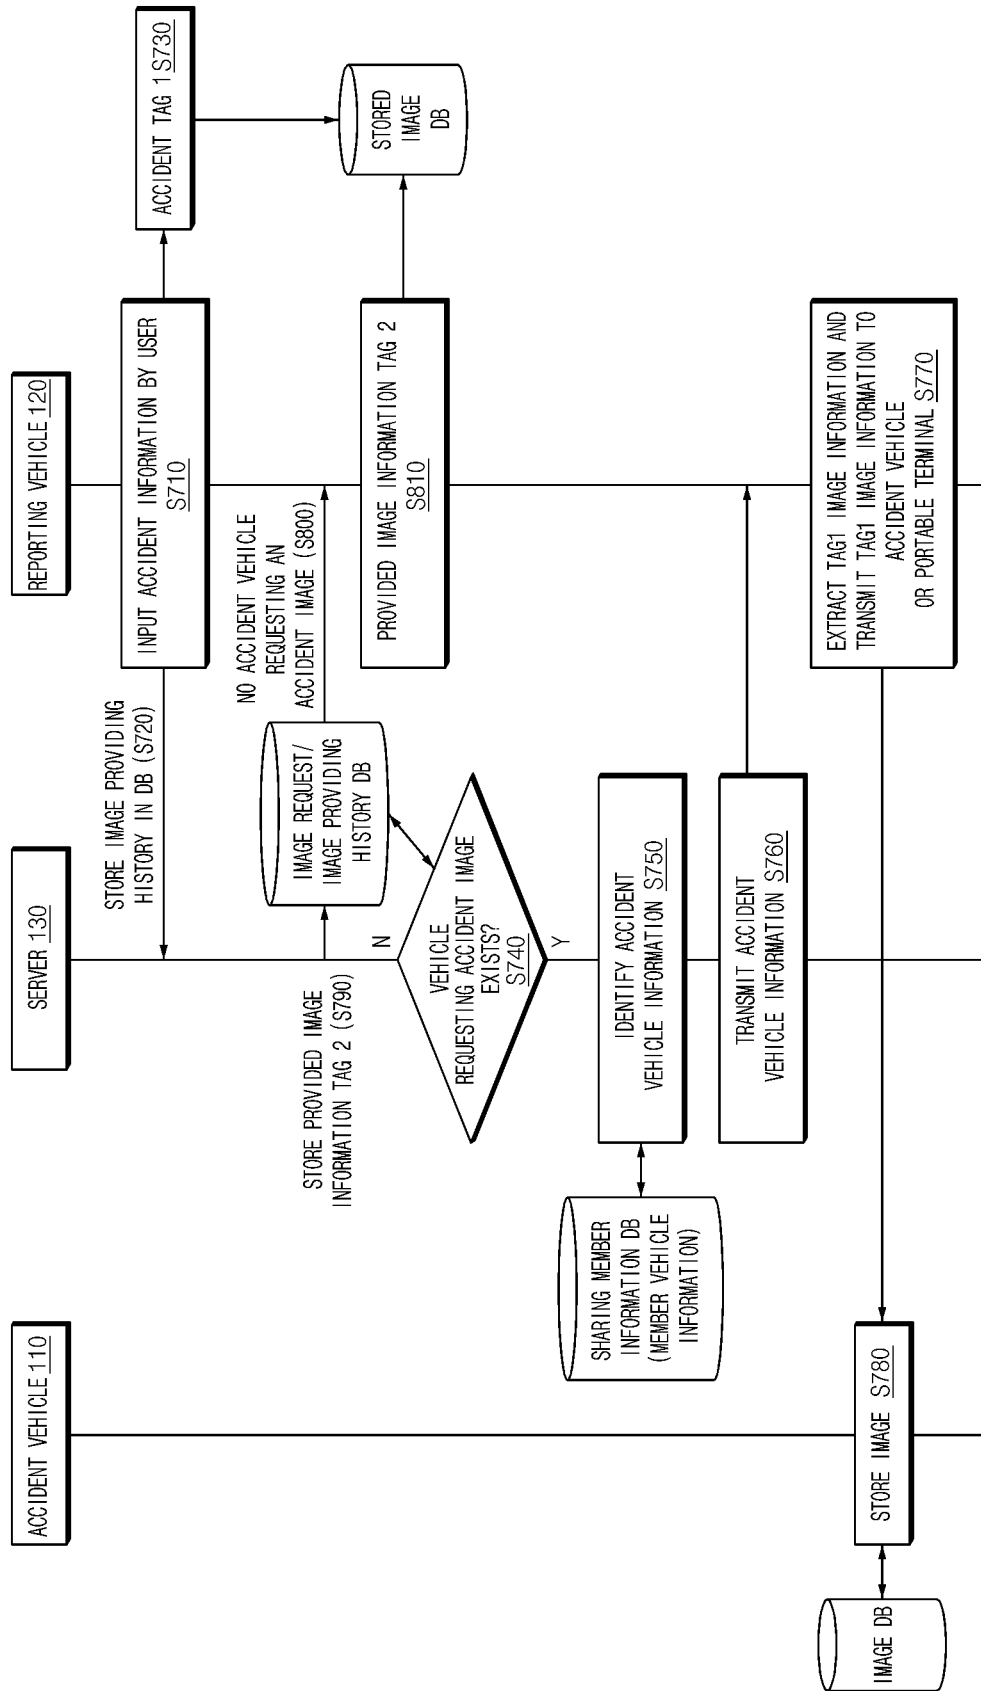 ACCIDENT VEHICLE 110
SERVER 130
REPORTING VEHICLE 120
INPUT ACCIDENT INFORMATION BY USER
S710
ACCIDENT TAG 1 S730
STORE IMAGE PROVIDING
HISTORY IN DB (S720)
STORED
IMAGE
DB
STORE PROVIDED IMAGE
INFORMATION TAG 2 (S790)
IMAGE REQUEST/
IMAGE PROVIDING
HISTORY DB
NO ACCIDENT VEHICLE
REQUESTING AN
ACCIDENT IMAGE (S800)
PROVIDED IMAGE INFORMATION TAG 2
S810
N
VEHICLE
REQUESTING ACCIDENT IMAGE
EXISTS?
S740
Y
SHARING MEMBER
INFORMATION DB
(MEMBER VEHICLE
INFORMATION)
IDENTIFY ACCIDENT
VEHICLE INFORMATION S750
TRANSMIT ACCIDENT
VEHICLE INFORMATION S760
IMAGE DB
STORE IMAGE S780
EXTRACT TAG1 IMAGE INFORMATION AND
TRANSMIT TAG1 IMAGE INFORMATION TO
ACCIDENT VEHICLE
OR PORTABLE TERMINAL S770